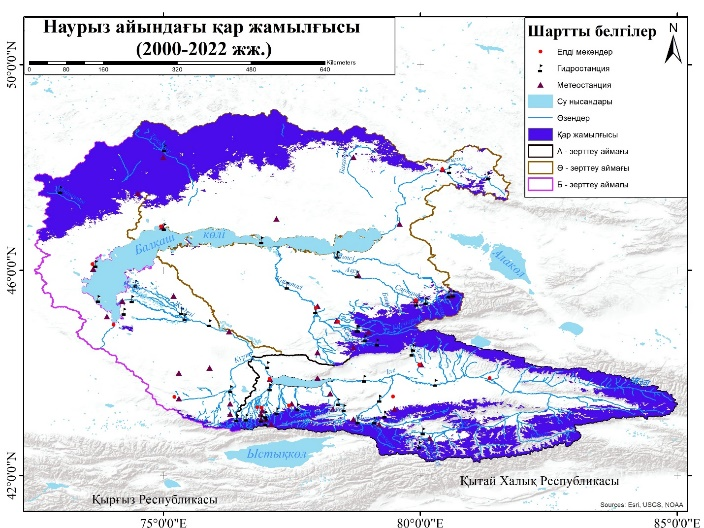 Наурыз айындағы қар жамылғысы
(2000-2022 жж.)
Kilometers
0 80 160 320 480 640
Шартты белгілер
N
Елді мекендер
Гидростанция
Метеостанция
Су нысандары
Өзендер
Қар жамылғысы
А - зерттеу аймағы
Ә - зерттеу аймағы
Б - зерттеу аймағы
50°0'0"N
46°0'0"N
42°0'0"N
Балқаш көлі
Алакөл
Ыстықкөл
Қырғыз Республикасы
Қытай Халық Республикасы
Sources: Esri, USGS, NOAA
75°0'0"E
80°0'0"E
85°0'0"E